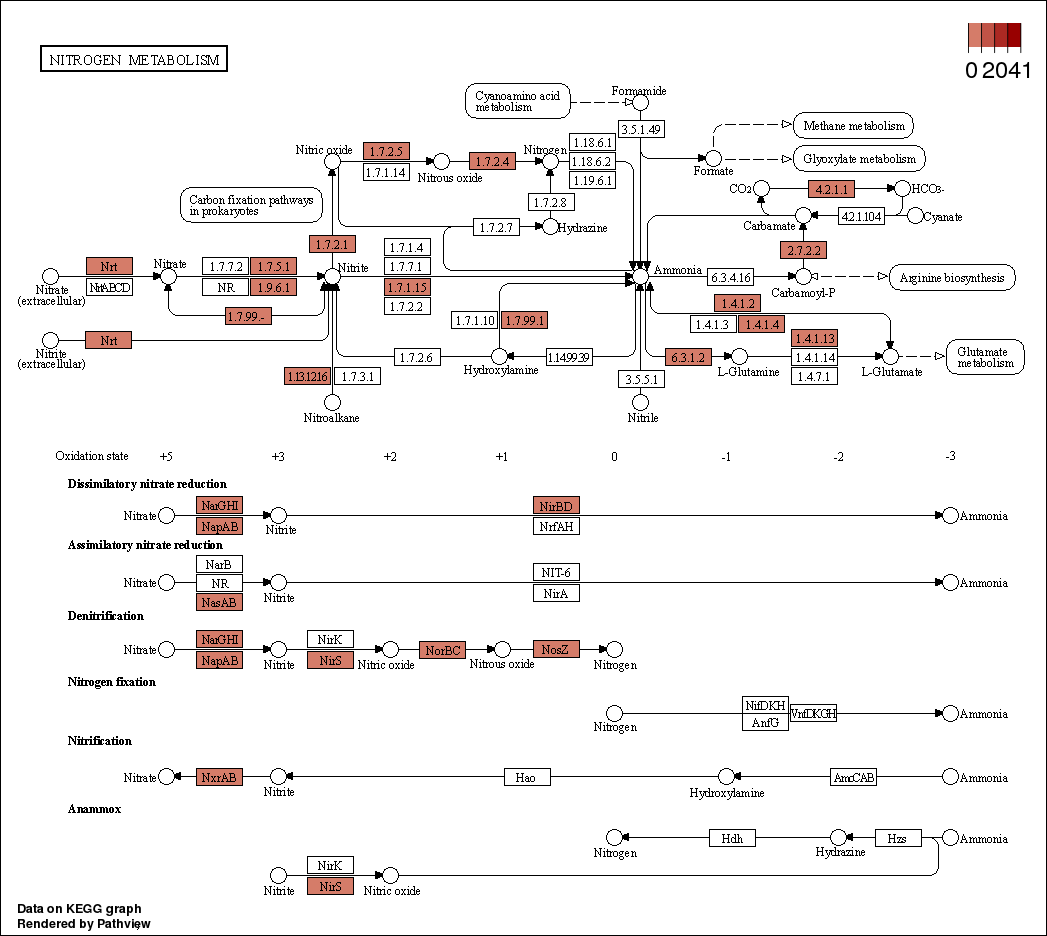 0 2041
NITROGEN METABOLISM
Cyanoamino acid
metabolism
Formamide
3.5.1.49
Methane metabolism
Nitric oxide
1.7.2.5
1.7.1.14
Nitrous oxide
1.7.2.4
Nitrogen
1.18.6.1
1.18.6.2
1.19.6.1
Formate
Glyoxylate metabolism
CO2
4.2.1.1
HCO3-
Carbon fixation pathways
in prokaryotes
1.7.2.8
1.7.2.7
Hydrazine
Carbamate
4.2.1.104
Cyanate
1.7.2.1
1.7.1.4
2.7.2.2
Nrt
NrtABCD
Nitrate
(extracellular)
Nitrate
1.7.7.2
1.7.5.1
NR
1.9.6.1
Nitrite
1.7.7.1
1.7.1.15
1.7.2.2
Ammonia
6.3.4.16
Carbamoyl-P
Arginine biosynthesis
1.7.99.-
1.7.1.10
1.7.99.1
1.4.1.2
1.4.1.3
1.4.1.4
Nrt
Nitrite
(extracellular)
1.7.2.6
Hydroxylamine
1.14.99.39
6.3.1.2
L-Glutamine
1.4.1.13
1.4.1.14
1.4.7.1
L-Glutamate
Glutamate
metabolism
1.13.12.16
1.7.3.1
Nitroalkane
3.5.5.1
Nitrile
Oxidation state +5 +3 +2 +1 0 -1 -2 -3
Dissimilatory nitrate reduction
NarGHI
NirBD
Nitrate
Nitrite
Ammonia
NapAB
NrfAH
Assimilatory nitrate reduction
NarB
NIT-6
Nitrate
NR
Nitrite
Ammonia
NasAB
NirA
Denitrification
NarGHI
NirK
Nitrate
Nitrite
Nitric oxide
NorBC
Nitrous oxide
NosZ
Nitrogen
NapAB
NirS
Nitrogen fixation
NifDKH
VnfDKGH
Nitrogen
AnfG
Ammonia
Nitrification
Nitrate
NxrAB
Nitrite
Hao
Hydroxylamine
AmoCAB
Ammonia
Anammox
Nitrogen
Hdh
Hydrazine
Hzs
Ammonia
NirK
Nitrite
NirS
Nitric oxide
Data on KEGG graph
Rendered by Pathview